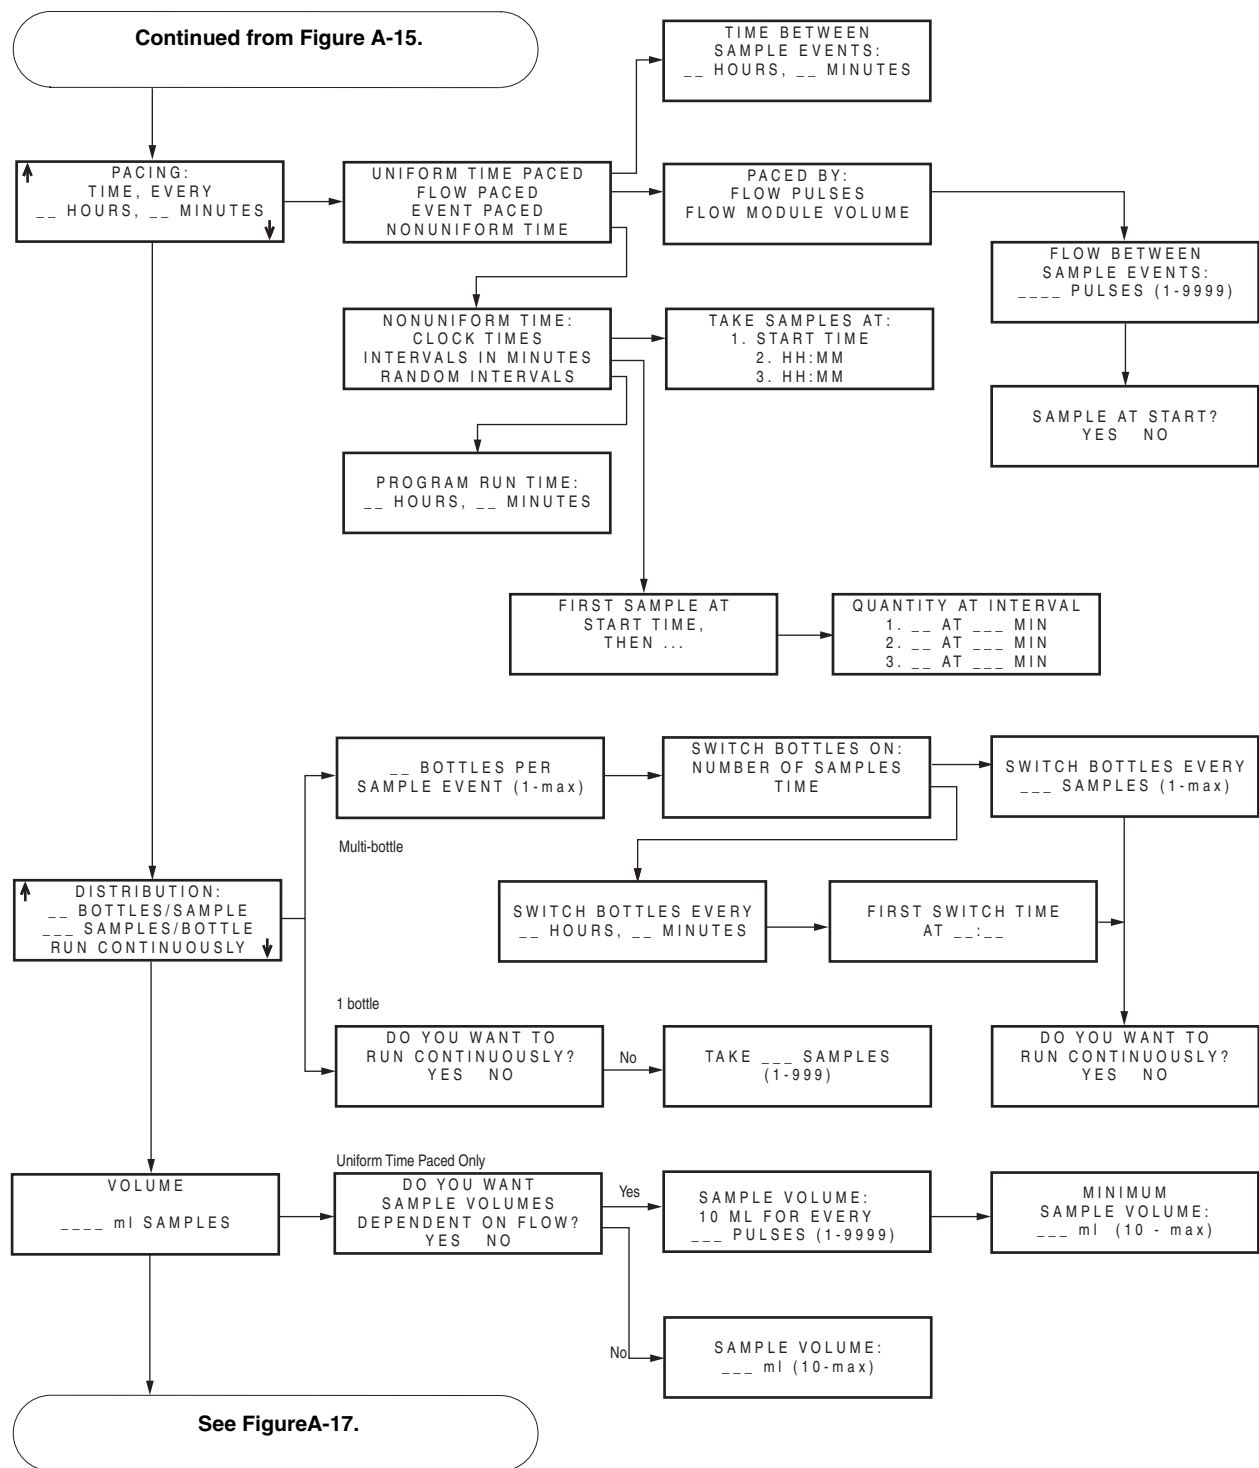 Continued from Figure A-15.
TIME BETWEEN
SAMPLE EVENTS:
__ HOURS, __ MINUTES
PACING:
TIME, EVERY
__ HOURS, __ MINUTES
UNIFORM TIME PACED
FLOW PACED
EVENT PACED
NONUNIFORM TIME
PACED BY:
FLOW PULSES
FLOW MODULE VOLUME
FLOW BETWEEN
SAMPLE EVENTS:
____ PULSES (1-9999)
NONUNIFORM TIME:
CLOCK TIMES
INTERVALS IN MINUTES
RANDOM INTERVALS
TAKE SAMPLES AT:
1. START TIME
2. HH:MM
3. HH:MM
SAMPLE AT START?
YES NO
PROGRAM RUN TIME:
__ HOURS, __ MINUTES
FIRST SAMPLE AT
START TIME,
THEN ...
QUANTITY AT INTERVAL
1. __ AT ___ MIN
2. __ AT ___ MIN
3. __ AT ___ MIN
__ BOTTLES PER
SAMPLE EVENT (1-max)
SWITCH BOTTLES ON:
NUMBER OF SAMPLES
TIME
SWITCH BOTTLES EVERY
___ SAMPLES (1-max)
Multi-bottle
DISTRIBUTION:
__ BOTTLES/SAMPLE
___ SAMPLES/BOTTLE
RUN CONTINUOUSLY
SWITCH BOTTLES EVERY
__ HOURS, __ MINUTES
FIRST SWITCH TIME
AT __:__
1 bottle
DO YOU WANT TO
RUN CONTINUOUSLY?
YES NO
No
TAKE ___ SAMPLES
(1-999)
DO YOU WANT TO
RUN CONTINUOUSLY?
YES NO
Uniform Time Paced Only
VOLUME
____ ml SAMPLES
DO YOU WANT
SAMPLE VOLUMES
DEPENDENT ON FLOW?
YES NO
Yes
SAMPLE VOLUME:
10 ML FOR EVERY
___ PULSES (1-9999)
MINIMUM
SAMPLE VOLUME:
___ ml (10 - max)
No
SAMPLE VOLUME:
___ ml (10-max)
See FigureA-17.